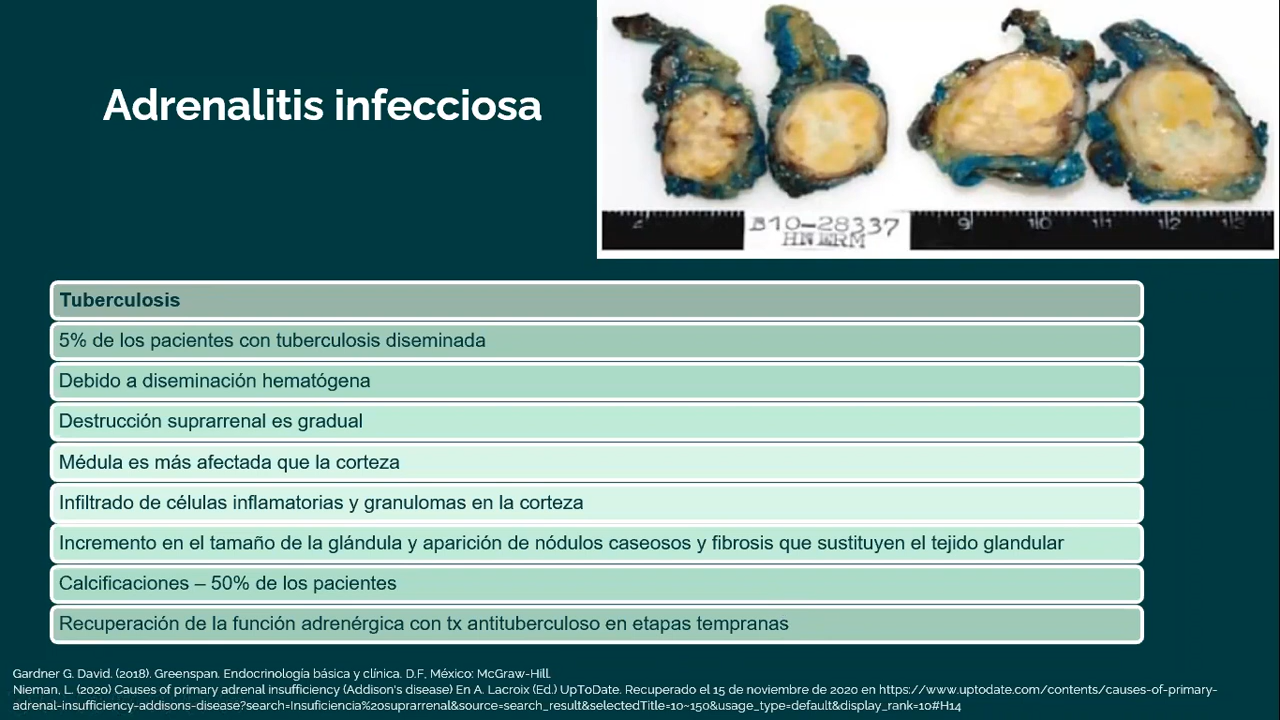 Adrenalitis infecciosa
B10-28337
HNERM
9 10 11 12 13
Tuberculosis
5% de los pacientes con tuberculosis diseminada
Debido a diseminación hematógena
Destrucción suprarrenal es gradual
Médula es más afectada que la corteza
Infiltrado de células inflamatorias y granulomas en la corteza
Incremento en el tamaño de la glándula y aparición de nódulos caseosos y fibrosis que sustituyen el tejido glandular
Calcificaciones – 50% de los pacientes
Recuperación de la función adrenérgica con tx antituberculoso en etapas tempranas
Gardner G. David. (2018). Greenspan. Endocrinología básica y clínica. D.F, México: McGraw-Hill.
Nieman, L. (2020) Causes of primary adrenal insufficiency (Addison's disease) En A. Lacroix (Ed.) UpToDate. Recuperado el 15 de noviembre de 2020 en https://www.uptodate.com/contents/causes-of-primary-
adrenal-insufficiency-addisons-disease?search=Insuficiencia%20suprarrenal&source=search_result&selectedTitle=10~150&usage_type=default&display_rank=10#H14